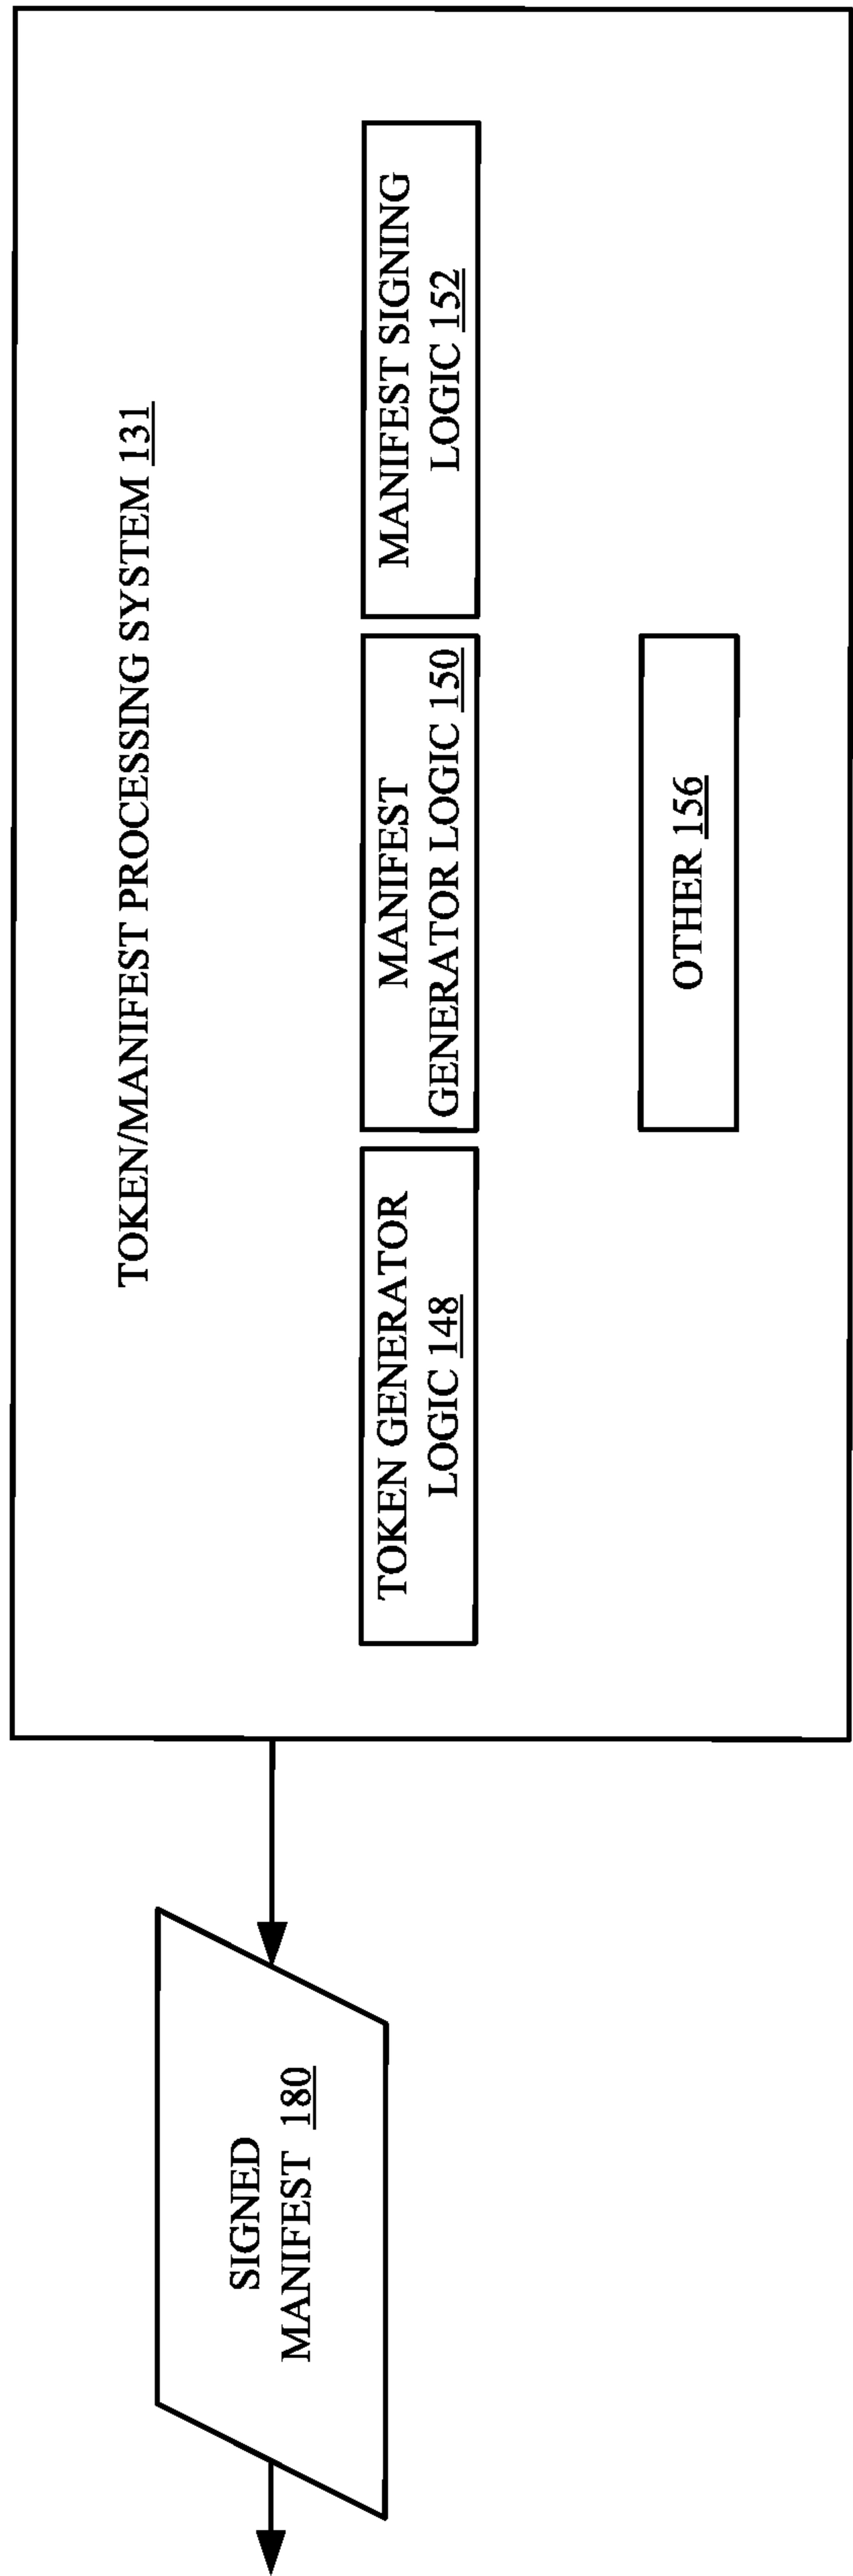 TOKEN/MANIFEST PROCESSING SYSTEM 131
TOKEN GENERATOR
LOGIC 148
MANIFEST
GENERATOR LOGIC 150
MANIFEST SIGNING
LOGIC 152
OTHER 156
SIGNED
MANIFEST 180